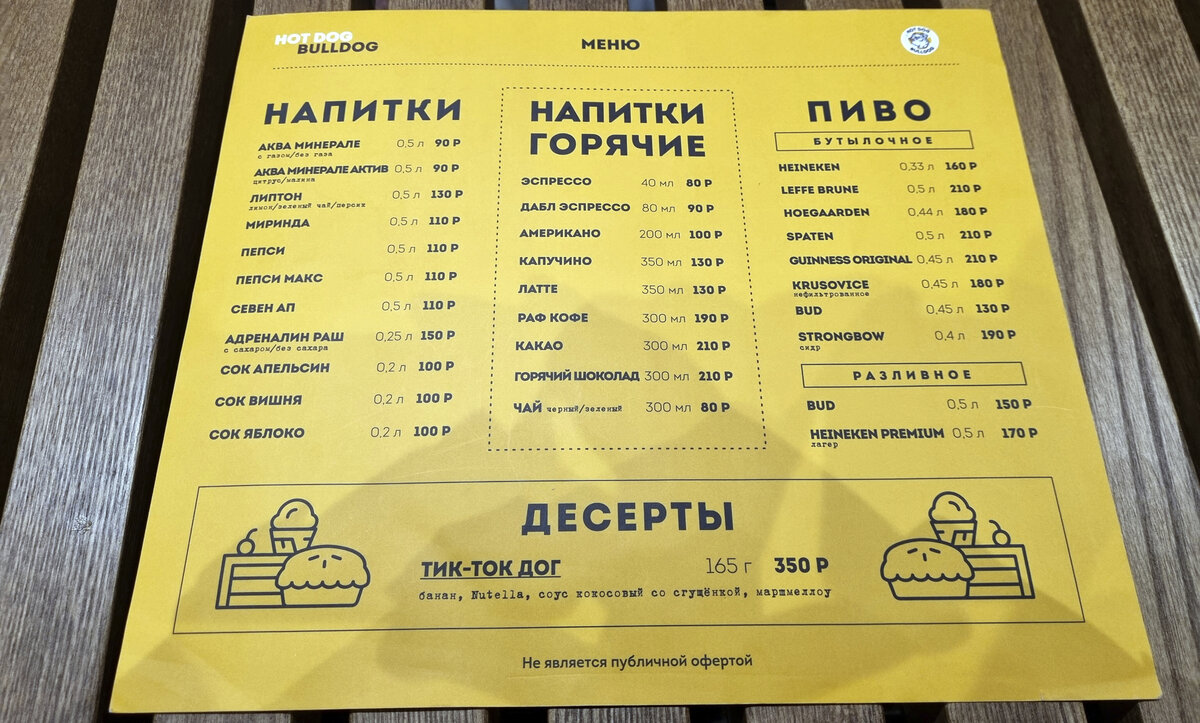 HOT DOG
BULLDOG
МЕНЮ
HOT DOG
BULLDOG
НАПИТКИ
АКВА МИНЕРАЛЕ 0,5 л 90 Р
с газом/без газа
АКВА МИНЕРАЛЕ АКТИВ 0,5 л 90 Р
цитрус/малина
ЛИПТОН 0,5 л 130 Р
лимон/зеленый чай/персик
МИРИНДА 0,5 л 110 Р
ПЕПСИ 0,5 л 110 Р
ПЕПСИ МАКС 0,5 л 110 Р
СЕВЕН АП 0,5 л 110 Р
АДРЕНАЛИН РАШ 0,25 л 150 Р
с сахаром/без сахара
СОК АПЕЛЬСИН 0,2 л 100 Р
СОК ВИШНЯ 0,2 л 100 Р
СОК ЯБЛОКО 0,2 л 100 Р
НАПИТКИ
ГОРЯЧИЕ
ЭСПРЕССО 40 мл 80 Р
ДАБЛ ЭСПРЕССО 80 мл 90 Р
АМЕРИКАНО 200 мл 100 Р
КАПУЧИНО 350 мл 130 Р
ЛАТТЕ 350 мл 130 Р
РАФ КОФЕ 300 мл 190 Р
КАКАО 300 мл 210 Р
ГОРЯЧИЙ ШОКОЛАД 300 мл 210 Р
ЧАЙ черный/зеленый 300 мл 80 Р
ПИВО
БУТЫЛОЧНОЕ
HEINEKEN 0,33 л 160 Р
LEFFE BRUNE 0,5 л 210 Р
HOEGAARDEN 0,44 л 180 Р
SPATEN 0,5 л 210 Р
GUINNESS ORIGINAL 0,45 л 210 Р
KRUSOVICE 0,45 л 180 Р
нефильтрованное
BUD 0,45 л 130 Р
STRONGBOW 0,4 л 190 Р
сидр
РАЗЛИВНОЕ
BUD 0,5 л 150 Р
HEINEKEN PREMIUM 0,5 л 170 Р
лагер
ДЕСЕРТЫ
ТИК-ТОК ДОГ 165 г 350 Р
банан, Nutella, соус кокосовый со сгущёнкой, маршмеллоу
Не является публичной офертой